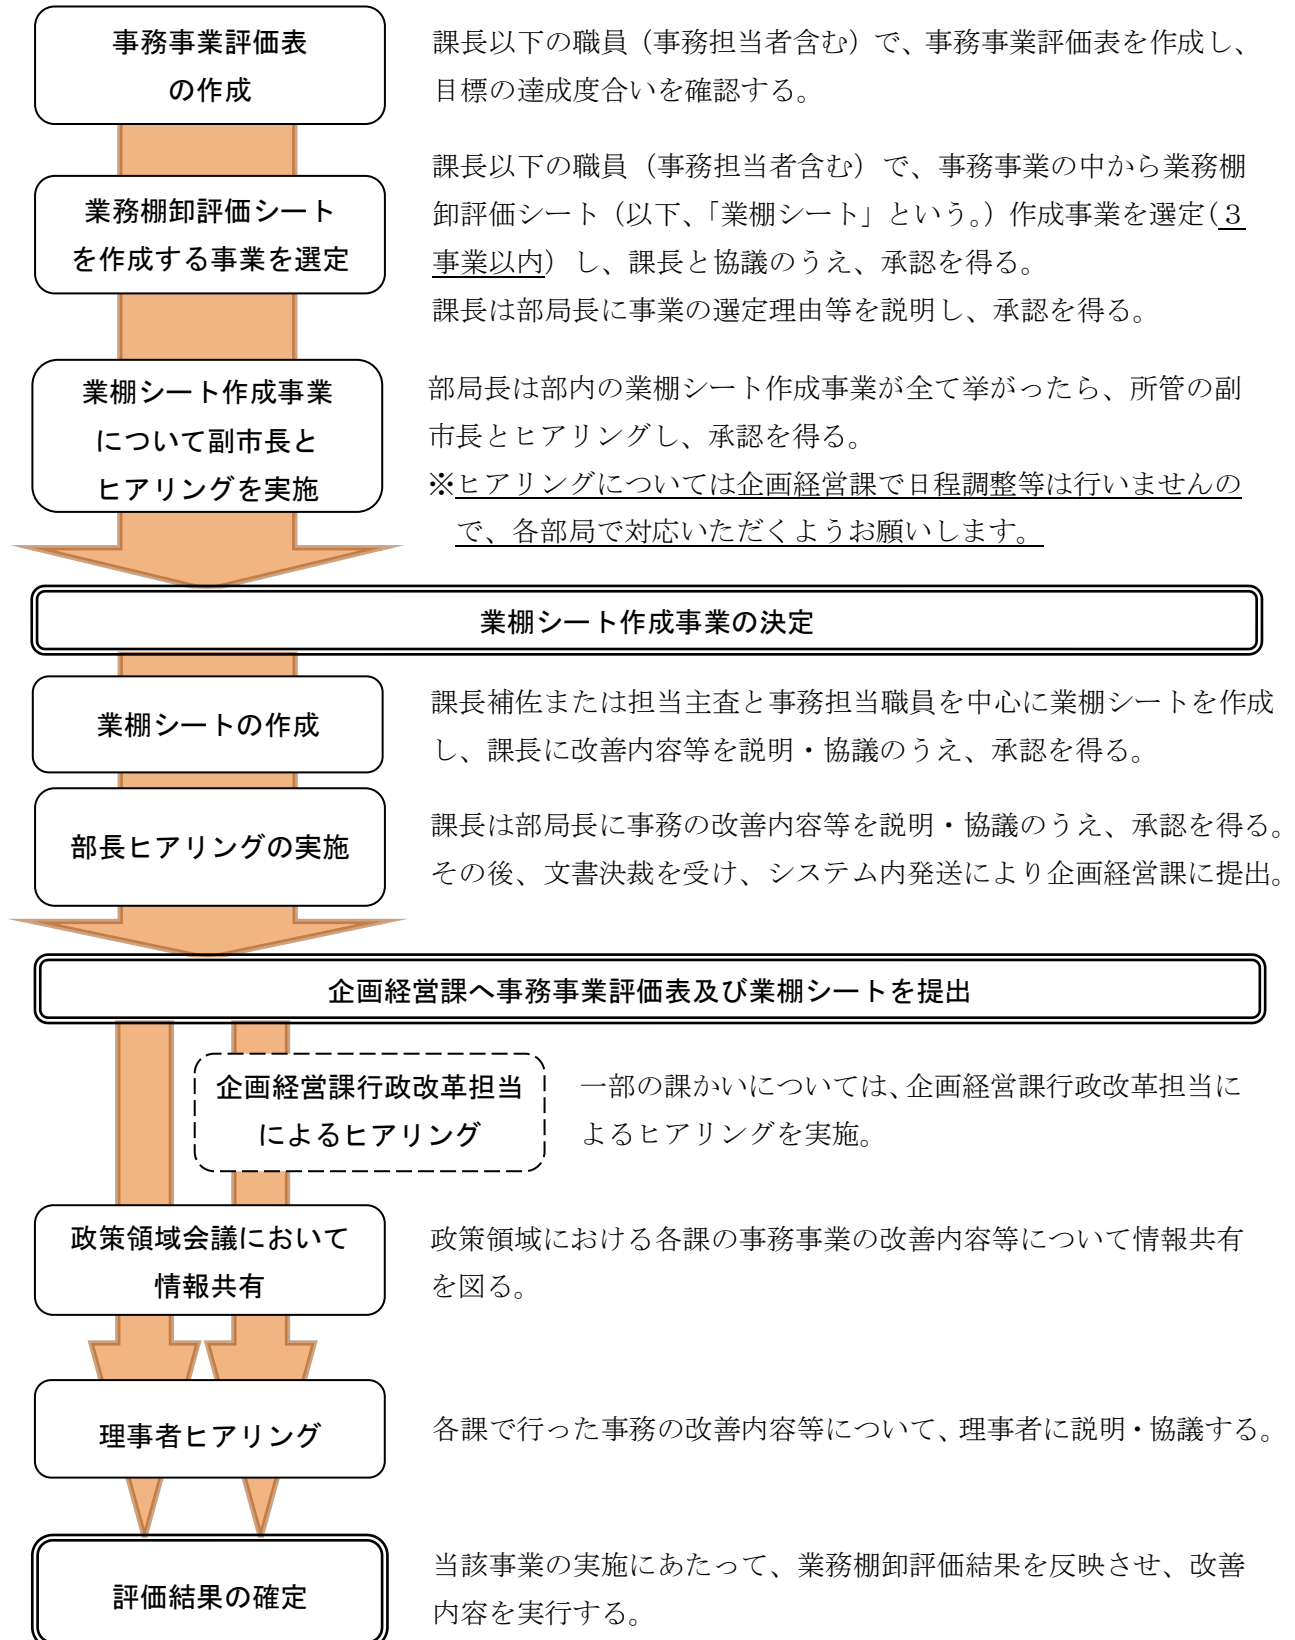 事務事業評価表
の作成
課長以下の職員（事務担当者含む）で、事務事業評価表を作成し、
目標の達成度合いを確認する。
業務棚卸評価シート
を作成する事業を選定
課長以下の職員（事務担当者含む）で、事務事業の中から業務棚
卸評価シート（以下、「業棚シート」という。）作成事業を選定（３
事業以内）し、課長と協議のうえ、承認を得る。
課長は部局長に事業の選定理由等を説明し、承認を得る。
業棚シート作成事業
について副市長と
ヒアリングを実施
部局長は部内の業棚シート作成事業が全て挙がったら、所管の副
市長とヒアリングし、承認を得る。
※ヒアリングについては企画経営課で日程調整等は行いませんの
で、各部局で対応いただくようお願いします。
業棚シート作成事業の決定
業棚シートの作成
課長補佐または担当主査と事務担当職員を中心に業棚シートを作成
し、課長に改善内容等を説明・協議のうえ、承認を得る。
部長ヒアリングの実施
課長は部局長に事務の改善内容等を説明・協議のうえ、承認を得る。
その後、文書決裁を受け、システム内発送により企画経営課に提出。
企画経営課へ事務事業評価表及び業棚シートを提出
企画経営課行政改革担当
によるヒアリング
一部の課かいについては、企画経営課行政改革担当に
よるヒアリングを実施。
政策領域会議において
情報共有
政策領域における各課の事務事業の改善内容等について情報共有
を図る。
理事者ヒアリング
各課で行った事務の改善内容等について、理事者に説明・協議する。
評価結果の確定
当該事業の実施にあたって、業務棚卸評価結果を反映させ、改善
内容を実行する。